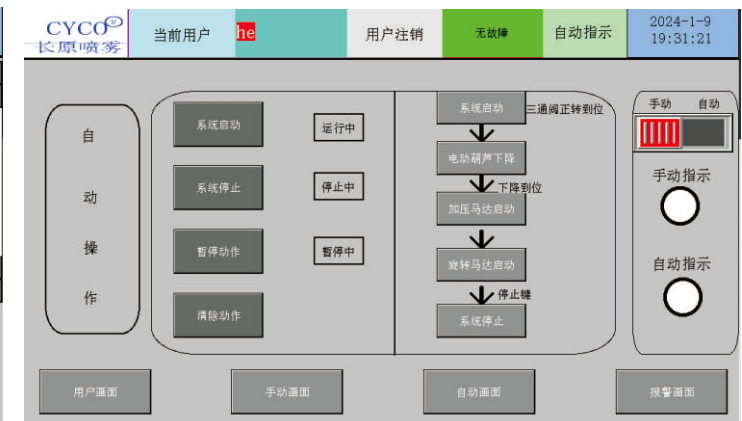 CYCO®
长原喷雾
当前用户
he
用户注销
无故障
自动指示
2024-1-9
19:31:21
自
动
操
作
系统启动
运行中
系统停止
停止中
暂停动作
暂停中
清除动作
系统启动
三通阀正转到位
电动葫芦下降
下降到位
加压马达启动
旋转马达启动
停止键
系统停止
手动 自动
手动指示
自动指示
用户画面
手动画面
自动画面
报警画面